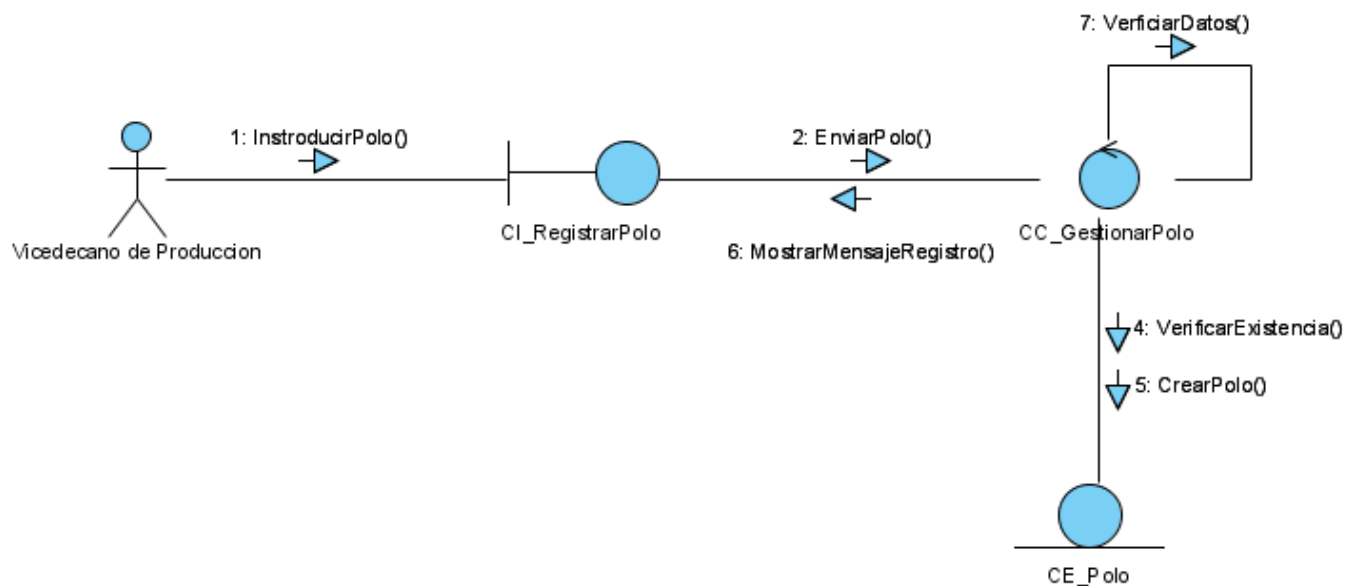 7: VerficiarDatos()
1: InstroducirPolo()
2: EnviarPolo()
Vicedecano de Produccion
CI_RegistrarPolo
CC_GestionarPolo
6: MostrarMensajeRegistro()
4: VerificarExistencia()
5: CrearPolo()
CE_Polo